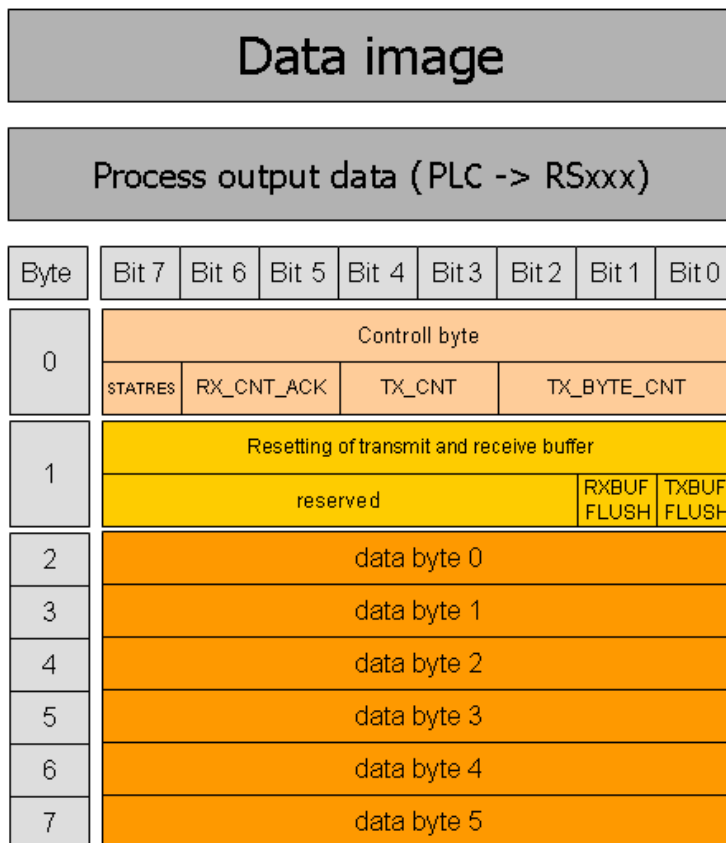 Data image
Process output data (PLC -> RSxxx)
Byte Bit 7 Bit 6 Bit 5 Bit 4 Bit 3 Bit 2 Bit 1 Bit 0
0
Controll byte
STATRES RX_CNT_ACK TX_CNT TX_BYTE_CNT
1
Resetting of transmit and receive buffer
reserved RXBUF FLUSH TXBUF FLUSH
2 data byte 0
3 data byte 1
4 data byte 2
5 data byte 3
6 data byte 4
7 data byte 5